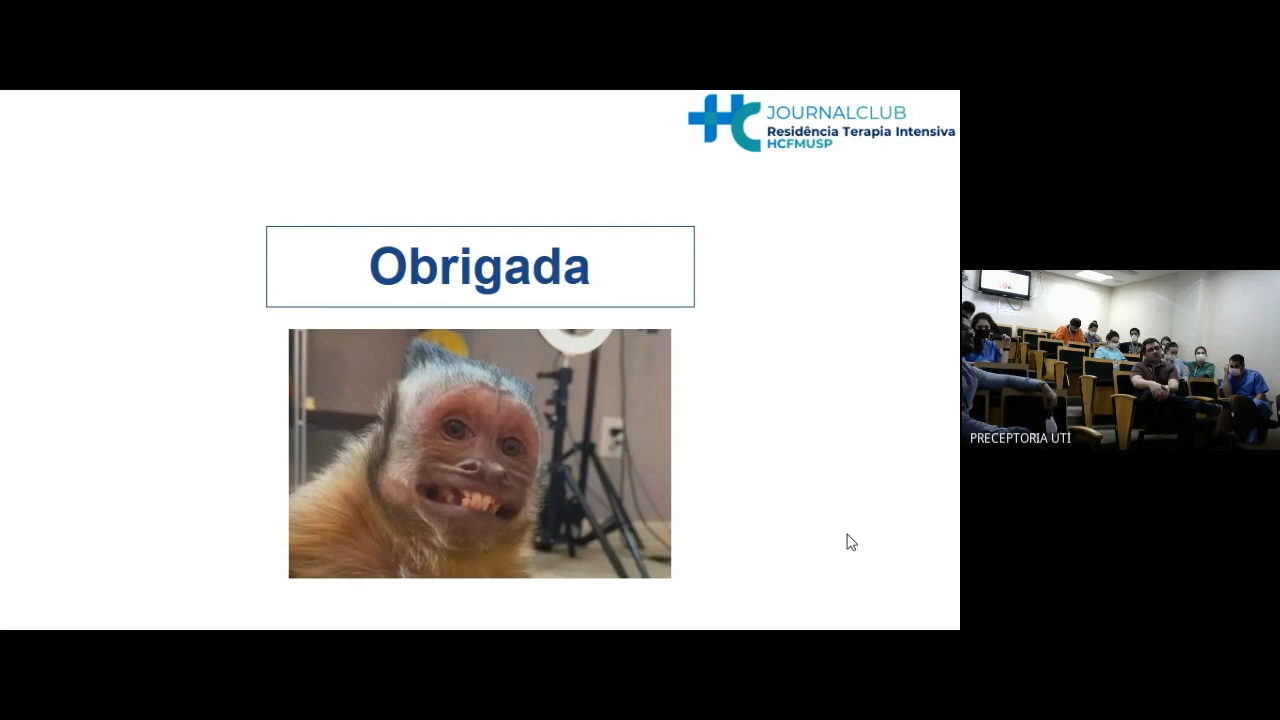 JOURNALCLUB
Residência Terapia Intensiva
HCFMUSP
Obrigada
PRECEPTORIA UTI